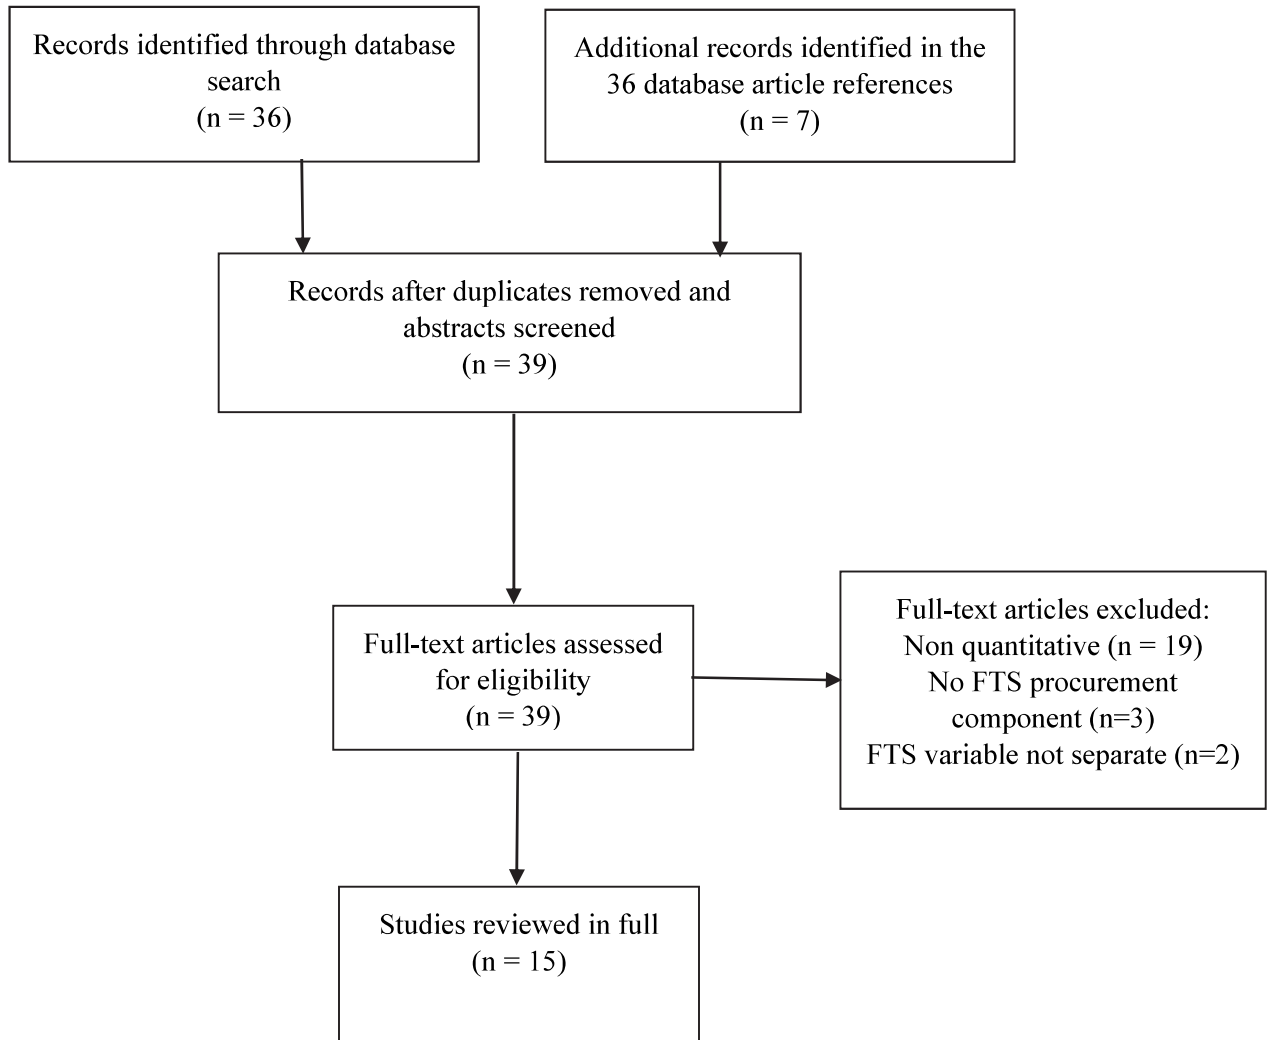 Records identified through database
search
(n = 36)
Additional records identified in the
36 database article references
(n = 7)
Records after duplicates removed and
abstracts screened
(n = 39)
Full-text articles assessed
for eligibility
(n = 39)
Full-text articles excluded:
Non quantitative (n = 19)
No FTS procurement
component (n=3)
FTS variable not separate (n=2)
Studies reviewed in full
(n = 15)